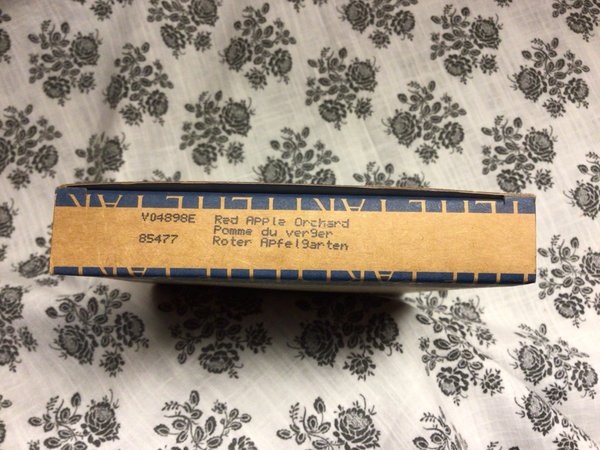 V04898E Red Apple Orchard
Pomme du verger
85477 Roter Apfelgarten